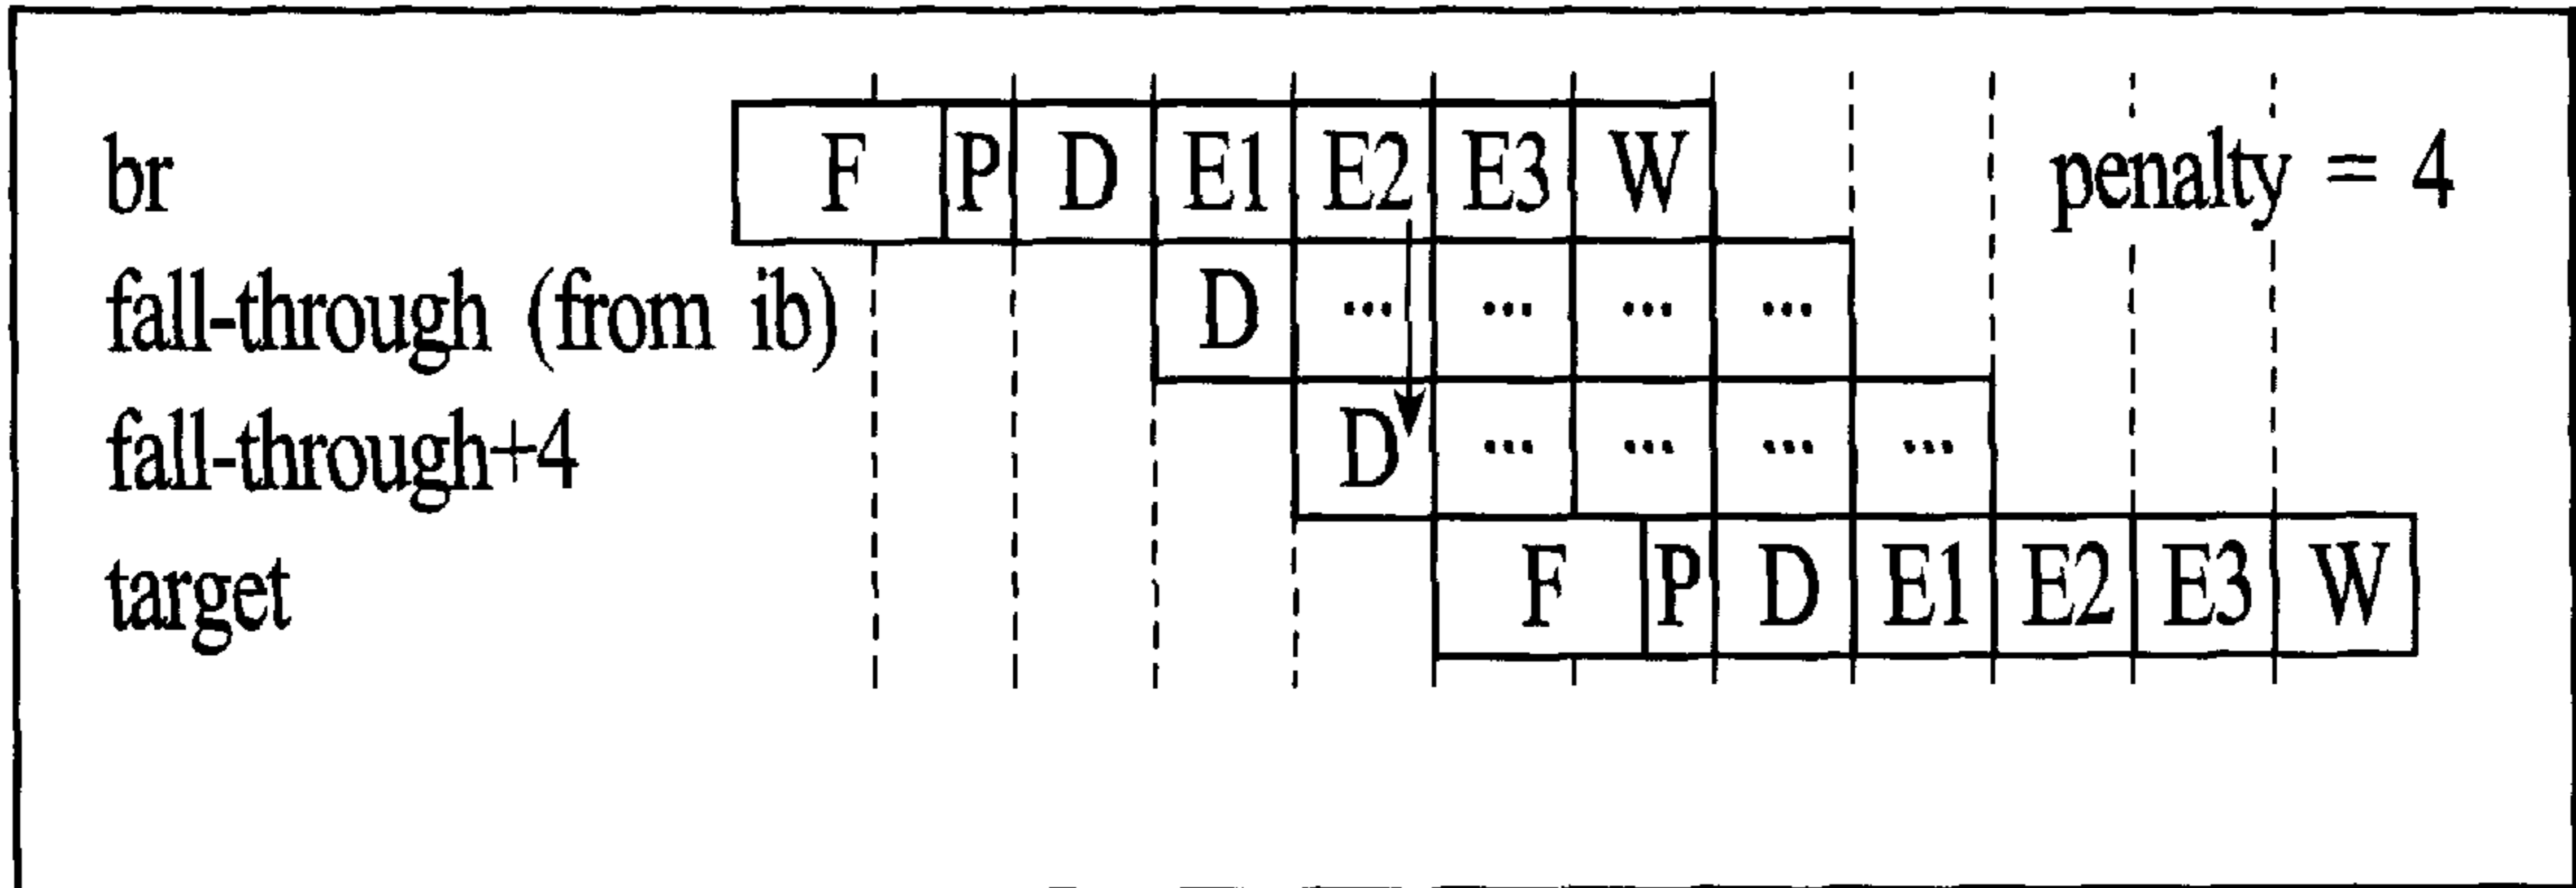 br F P D E1 E2 E3 W penalty = 4
fall-through (from ib) D ... ... ... ...
fall-through+4 D ... ... ... ...
target F P D E1 E2 E3 W